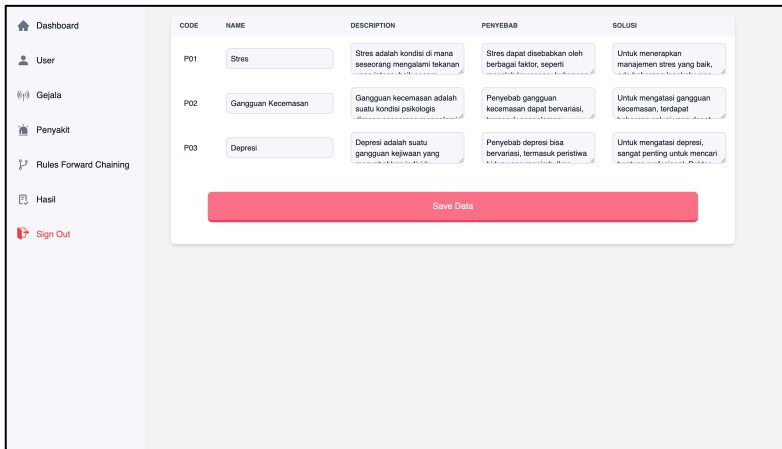 Dashboard
User
Gejala
Penyakit
Rules Forward Chaining
Hasil
Sign Out
CODE NAME DESCRIPTION PENYEBAB SOLUSI
P01
Stres
Stres adalah kondisi di mana
seseorang mengalami tekanan
Stres dapat disebabkan oleh
berbagai faktor, seperti
Untuk menerapkan
manajemen stres yang baik,
P02
Gangguan Kecemasan
Gangguan kecemasan adalah
suatu kondisi psikologis
Penyebab gangguan
kecemasan dapat bervariasi,
Untuk mengatasi gangguan
kecemasan, terdapat
P03
Depresi
Depresi adalah suatu
gangguan kejiwaan yang
Penyebab depresi bisa
bervariasi, termasuk peristiwa
Untuk mengatasi depresi,
sangat penting untuk mencari
Save Data